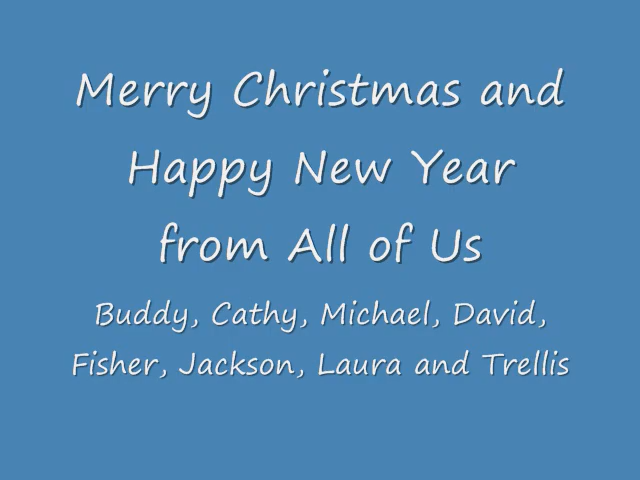 Merry Christmas and
Happy New Year
from All of Us
Buddy, Cathy, Michael, David,
Fisher, Jackson, Laura and Trellis